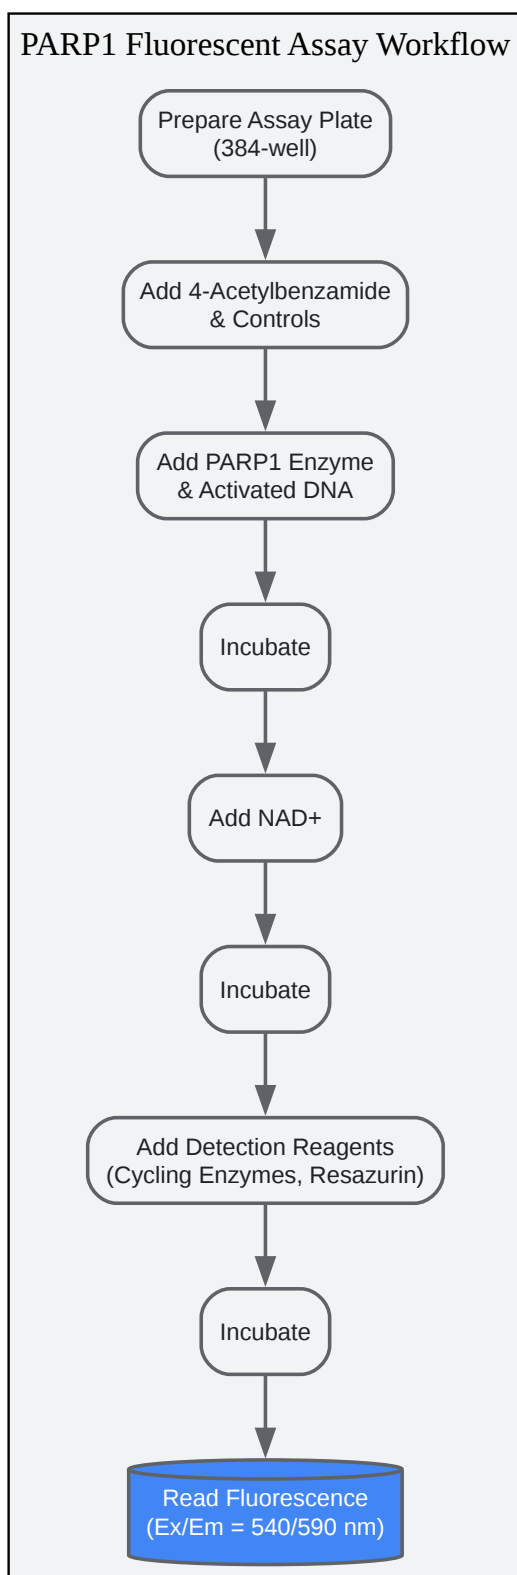 PARP1 Fluorescent Assay Workflow
Prepare Assay Plate
(384-well)
Add 4-Acetylbenzamide
& Controls
Add PARP1 Enzyme
& Activated DNA
Incubate
Add NAD+
Incubate
Add Detection Reagents
(Cycling Enzymes, Resazurin)
Incubate
Read Fluorescence
(Ex/Em = 540/590 nm)